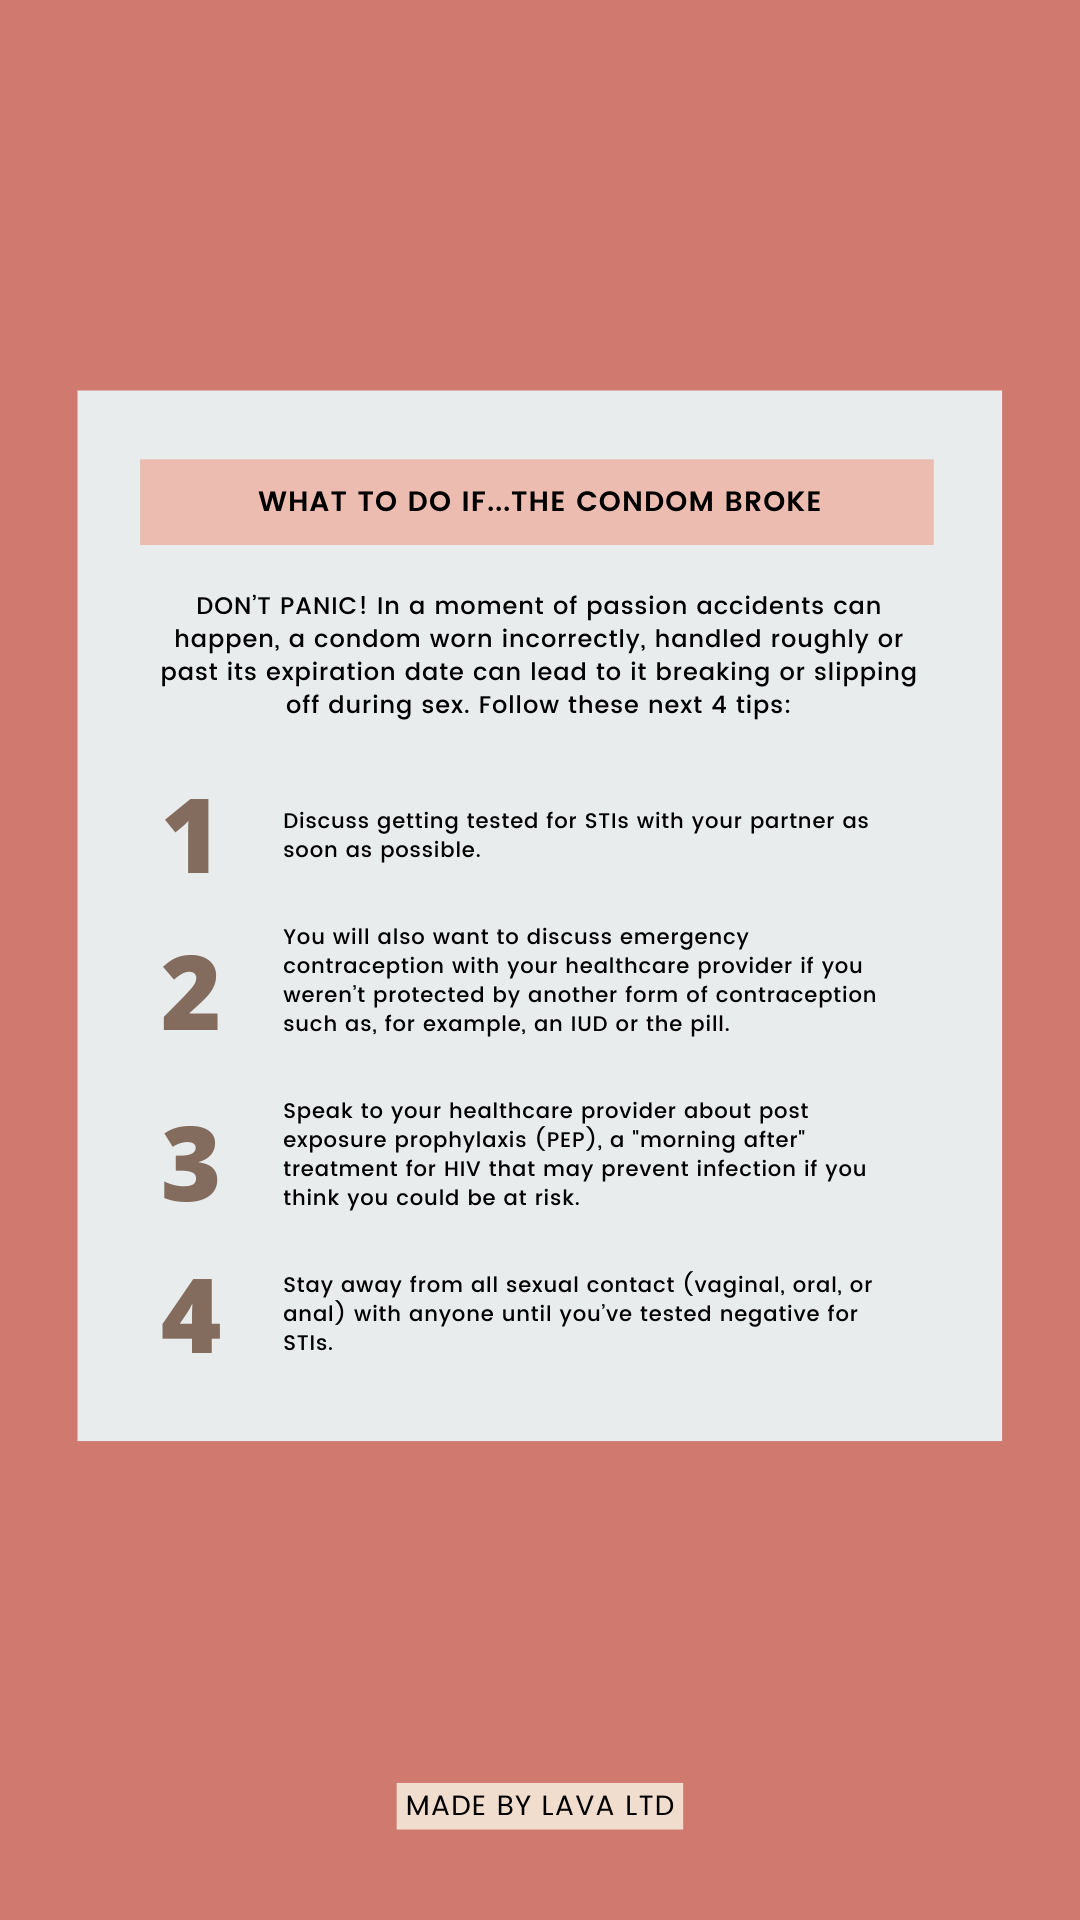 WHAT TO DO IF...THE CONDOM BROKE
DON'T PANIC! In a moment of passion accidents can
happen, a condom worn incorrectly, handled roughly or
past its expiration date can lead to it breaking or slipping
off during sex. Follow these next 4 tips:
1
Discuss getting tested for STIs with your partner as
soon as possible.
2
You will also want to discuss emergency
contraception with your healthcare provider if you
weren't protected by another form of contraception
such as, for example, an IUD or the pill.
3
Speak to your healthcare provider about post
exposure prophylaxis (PEP), a "morning after"
treatment for HIV that may prevent infection if you
think you could be at risk.
4
Stay away from all sexual contact (vaginal, oral, or
anal) with anyone until you've tested negative for
STIs.
MADE BY LAVA LTD